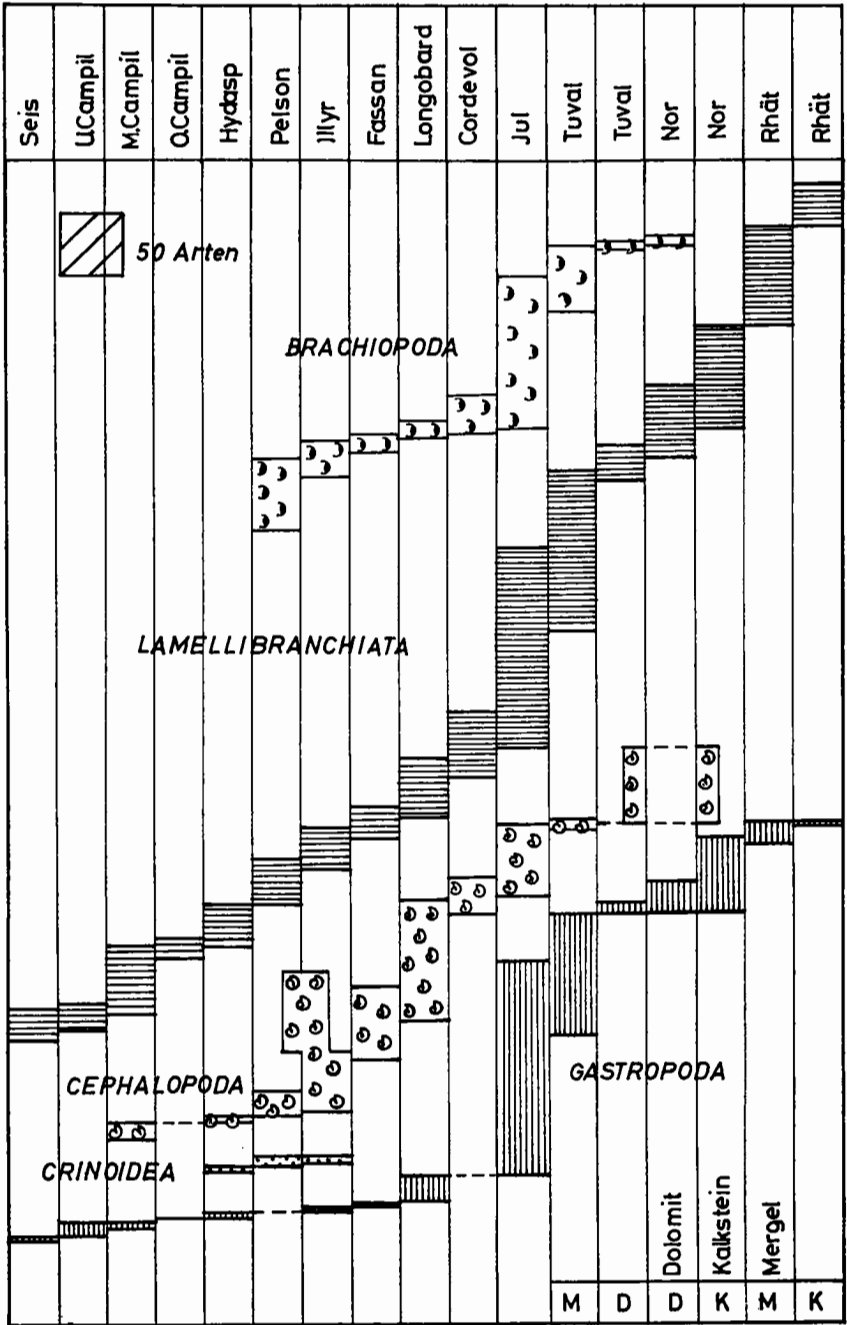 Seis
U.Campil
M.Campil
O.Campil
Hydasp
Pelson
Jllyr
Fassan
Longobard
Cordevol
Jul
Tuval
Tuval
Nor
Nor
Rhät
Rhät
50 Arten
BRACHIOPODA
LAMELLIBRANCHIATA
CEPHALOPODA
GASTROPODA
CRINOIDEA
Dolomit
Kalkstein
Mergel
M D D K M K